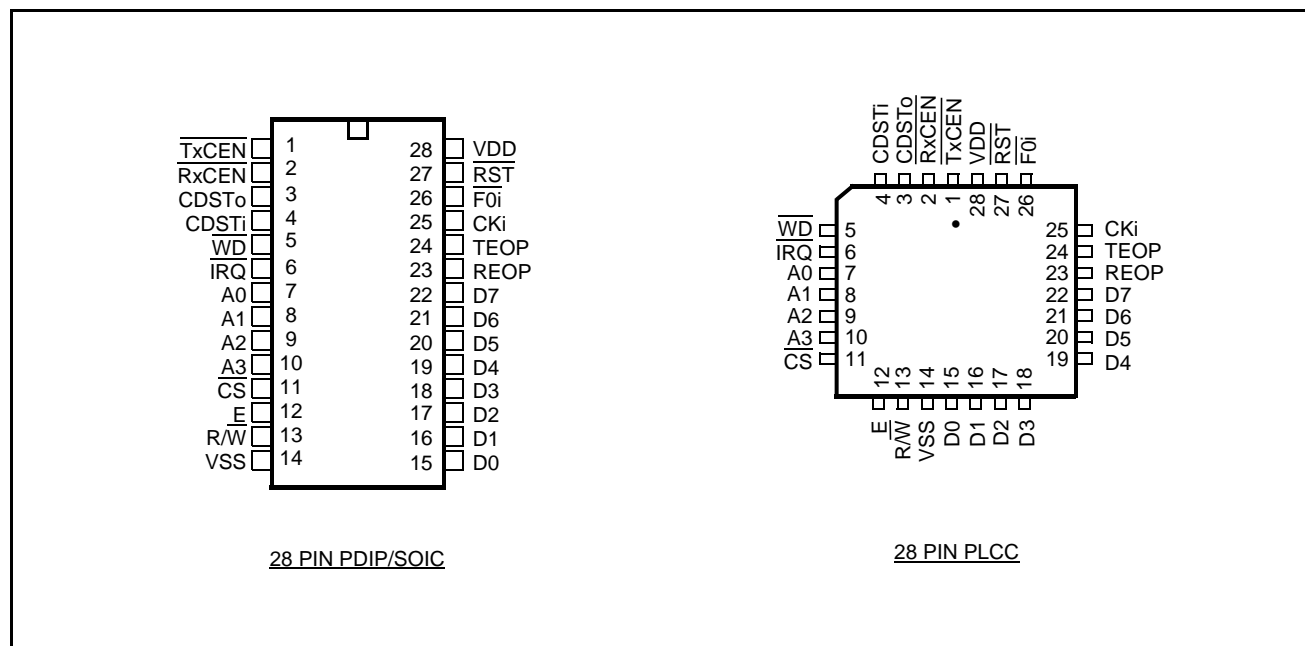 TxCEN 1 28 VDD
RxCEN 2 27 RST
CDSTo 3 26 F0i
CDSTi 4 25 CKi
WD 5 24 TEOP
IRQ 6 23 REOP
A0 7 22 D7
A1 8 21 D6
A2 9 20 D5
A3 10 19 D4
CS 11 18 D3
E 12 17 D2
R/W 13 16 D1
VSS 14 15 D0
28 PIN PDIP/SOIC
CDSTi CDSTo RxCEN TxCEN VDD RST F0i
4 3 2 1 28 27 26
WD 5 25 CKi
IRQ 6 24 TEOP
A0 7 23 REOP
A1 8 22 D7
A2 9 21 D6
A3 10 20 D5
CS 11 19 D4
12 13 14 15 16 17 18
E R/W VSS D0 D1 D2 D3
28 PIN PLCC